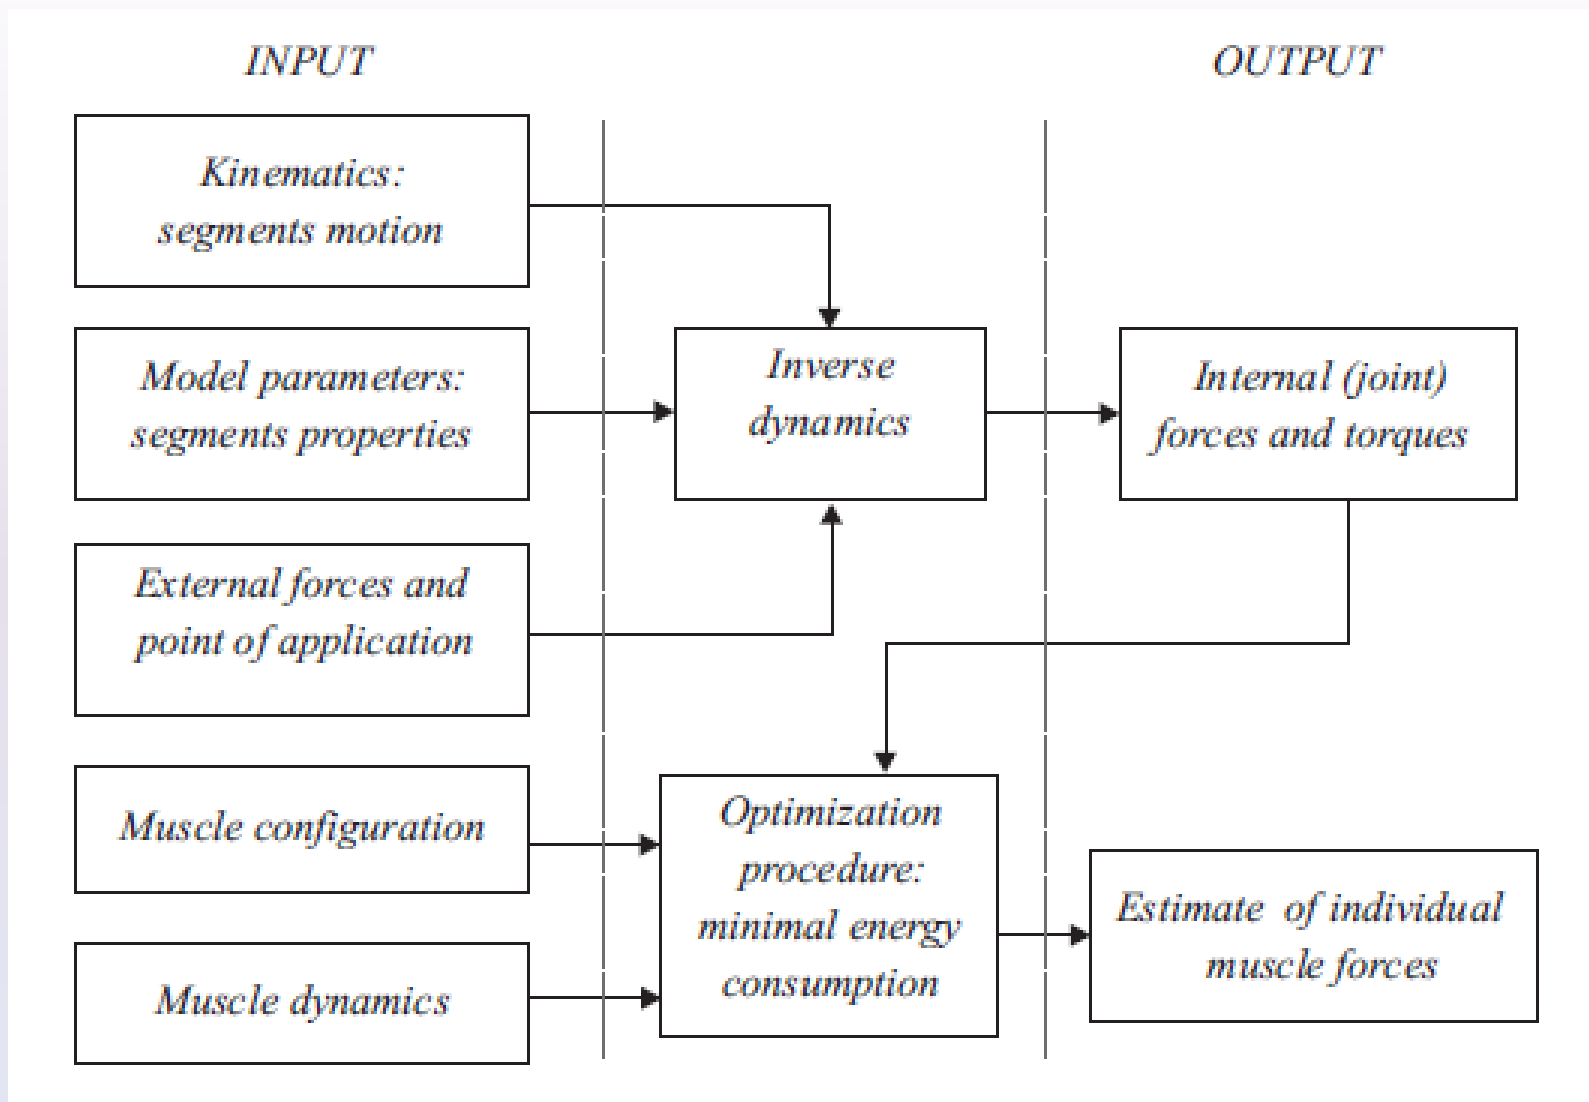 INPUT
OUTPUT
Kinematics:
segments motion
Model parameters:
segments properties
Inverse
dynamics
Internal (joint)
forces and torques
External forces and
point of application
Muscle configuration
Optimization
procedure:
minimal energy
consumption
Estimate of individual
muscle forces
Muscle dynamics